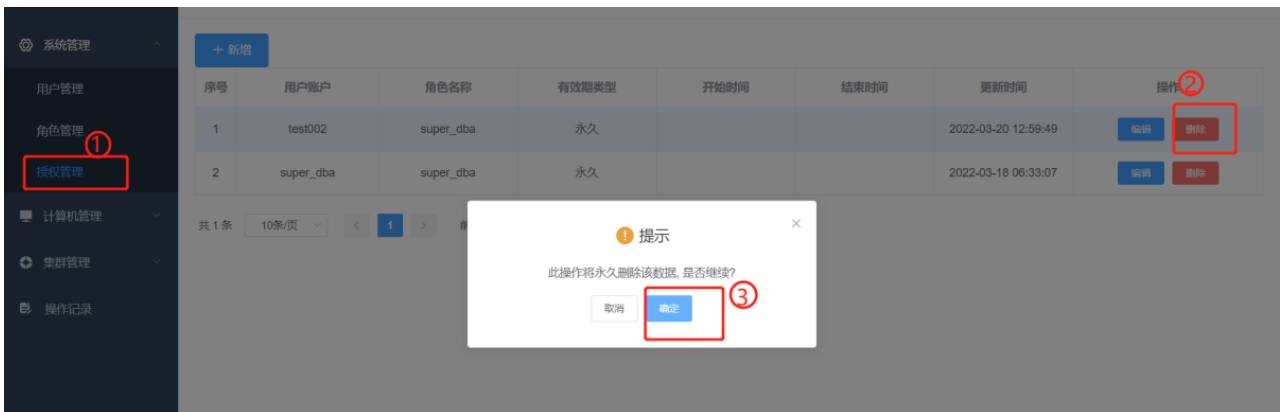 系统管理
用户管理
角色管理
①
授权管理
计算机管理
集群管理
操作记录
+ 新增
序号 用户账户 角色名称 有效期类型 开始时间 结束时间 更新时间 操作 ②
1 test002 super_dba 永久 2022-03-20 12:59:49 编辑 删除
2 super_dba super_dba 永久 2022-03-18 06:33:07 编辑 删除
共 1 条 10条/页 < 1 > 前
提示 ×
此操作将永久删除该数据, 是否继续?
取消 确定 ③